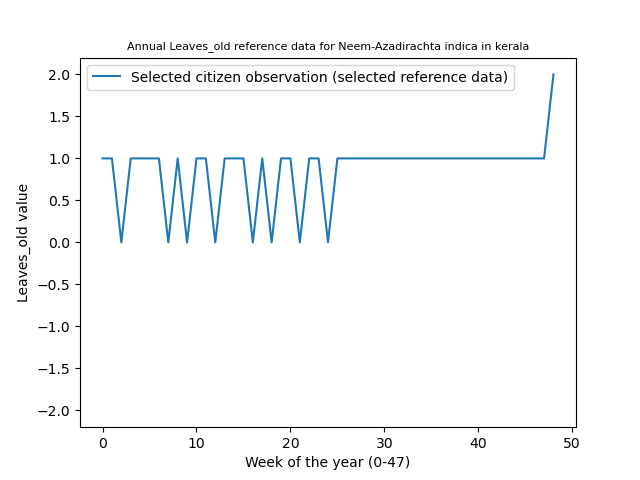 Annual Leaves_old reference data for Neem-Azadirachta indica in kerala
Selected citizen observation (selected reference data)
Leaves_old value
2.0
1.5
1.0
0.5
0.0
−0.5
−1.0
−1.5
−2.0
0 10 20 30 40 50
Week of the year (0-47)